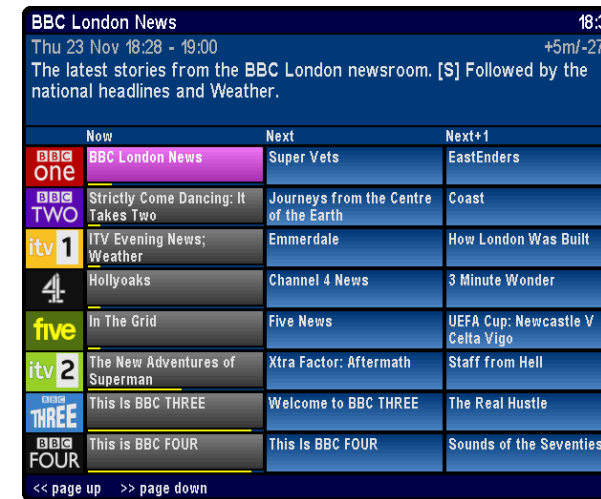 BBC London News 18:3
Thu 23 Nov 18:28 - 19:00 +5m/-27
The latest stories from the BBC London newsroom. [S] Followed by the
national headlines and Weather.
Now Next Next+1
BBC one BBC London News Super Vets EastEnders
BBC TWO Strictly Come Dancing: It Takes Two Journeys from the Centre of the Earth Coast
itv 1 ITV Evening News; Weather Emmerdale How London Was Built
4 Hollyoaks Channel 4 News 3 Minute Wonder
five In The Grid Five News UEFA Cup: Newcastle V Celta Vigo
itv 2 The New Adventures of Superman Xtra Factor: Aftermath Staff from Hell
BBC THREE This Is BBC THREE Welcome to BBC THREE The Real Hustle
BBC FOUR This is BBC FOUR This Is BBC FOUR Sounds of the Seventies
<< page up >> page down